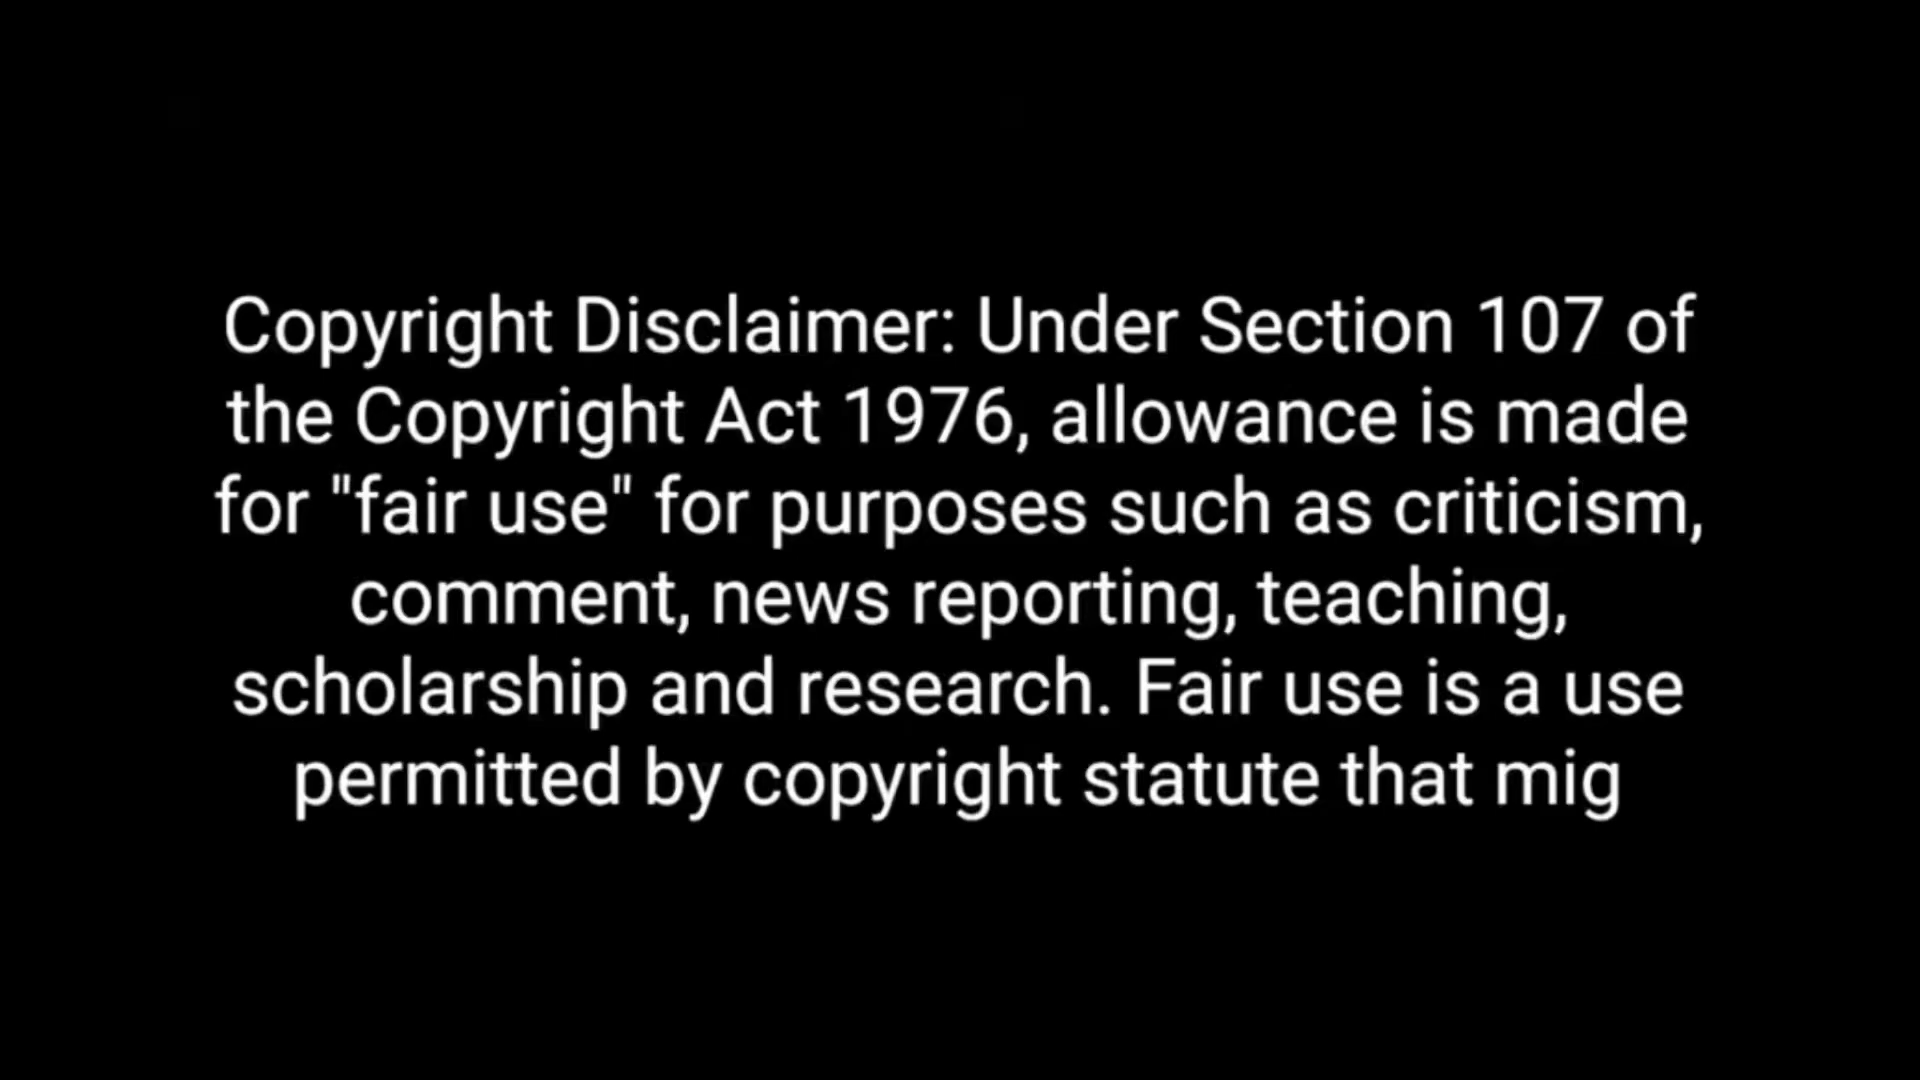 Copyright Disclaimer: Under Section 107 of
the Copyright Act 1976, allowance is made
for "fair use" for purposes such as criticism,
comment, news reporting, teaching,
scholarship and research. Fair use is a use
permitted by copyright statute that mig